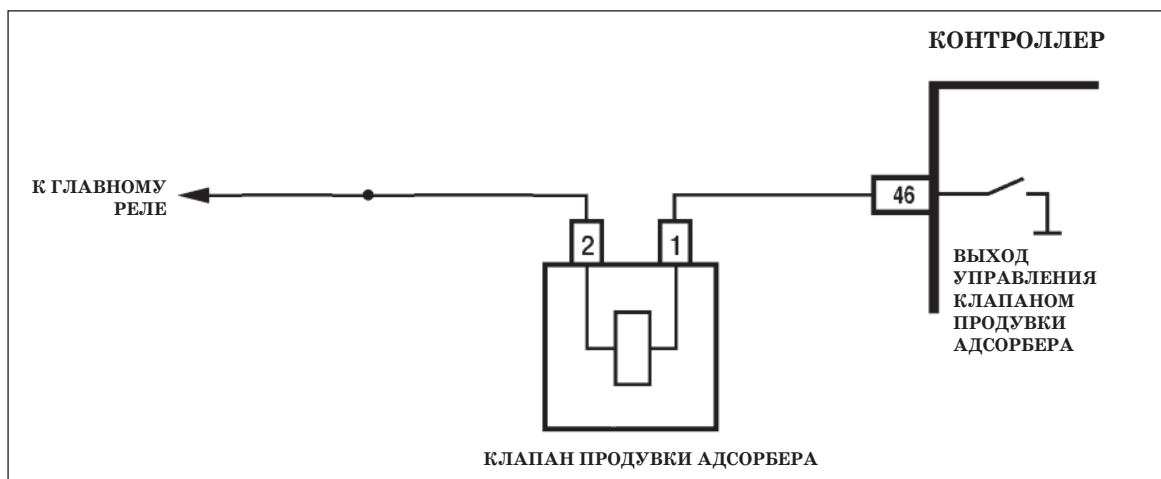 КОНТРОЛЛЕР
К ГЛАВНОМУ
РЕЛЕ
46
2
1
ВЫХОД
УПРАВЛЕНИЯ
КЛАПАНОМ
ПРОДУВКИ
АДСОРБЕРА
КЛАПАН ПРОДУВКИ АДСОРБЕРА